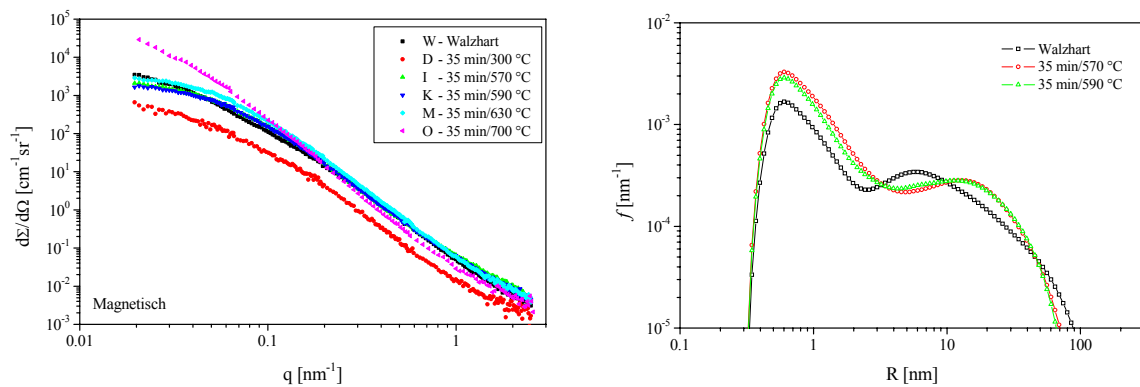 10^5
10^4
10^3
10^2
10^1
10^0
10^-1
10^-2
10^-3
dΣ/dΩ [cm^-1sr^-1]
W - Walzhart
D - 35 min/300 °C
I - 35 min/570 °C
K - 35 min/590 °C
M - 35 min/630 °C
O - 35 min/700 °C
Magnetisch
0.01 0.1 1
q [nm^-1]
10^-2
10^-3
10^-4
10^-5
f [nm^-1]
Walzhart
35 min/570 °C
35 min/590 °C
0.1 1 10 100
R [nm]